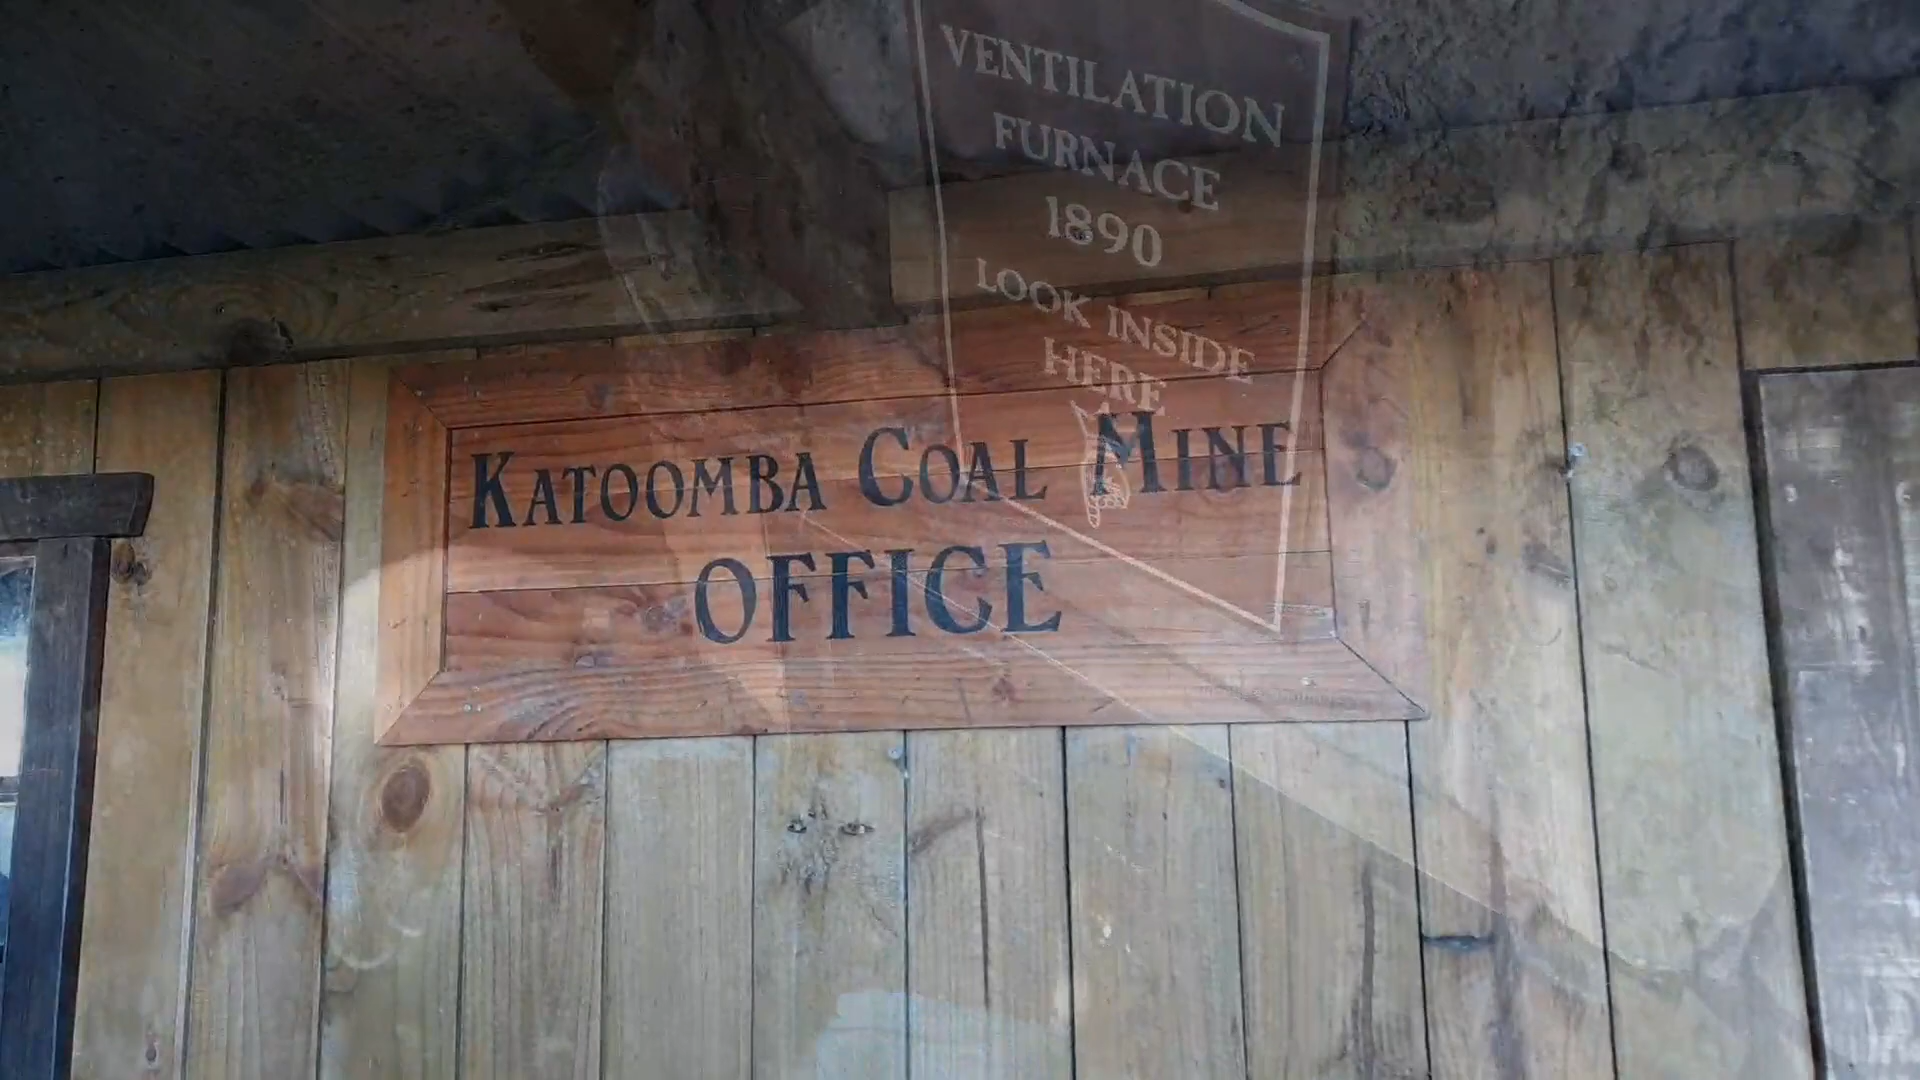 VENTILATION
FURNACE
1890
LOOK INSIDE
HERE
KATOOMBA COAL MINE
OFFICE